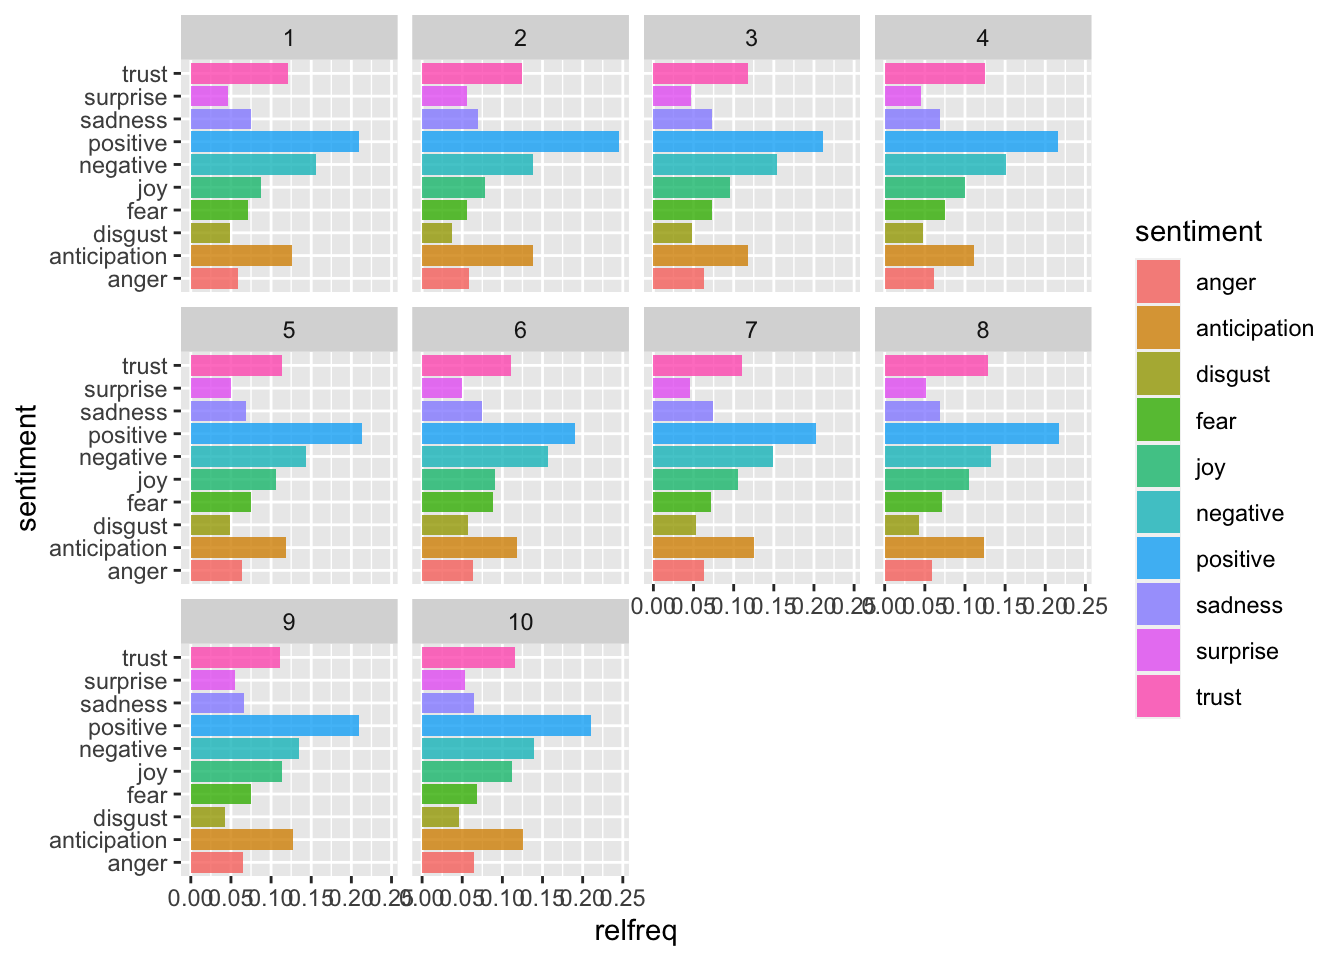 1
2
3
4
trust
surprise
sadness
positive
negative
joy
fear
disgust
anticipation
anger
5
6
7
8
trust
surprise
sadness
positive
negative
joy
fear
disgust
anticipation
anger
0.00 0.05 0.10 0.15 0.20 0.25
0.00 0.05 0.10 0.15 0.20 0.25
9
10
trust
surprise
sadness
positive
negative
joy
fear
disgust
anticipation
anger
0.00 0.05 0.10 0.15 0.20 0.25
0.00 0.05 0.10 0.15 0.20 0.25
relfreq
sentiment
sentiment
anger
anticipation
disgust
fear
joy
negative
positive
sadness
surprise
trust